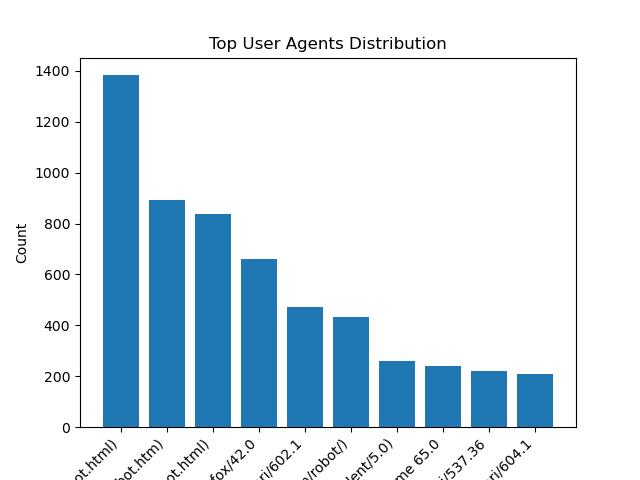 Top User Agents Distribution
1400
1200
1000
800
600
400
200
0
Count
ot.html)
bot.htm)
ot.html)
fox/42.0
ri/602.1
/robot/)
dent/5.0)
me 65.0
i/537.36
ri/604.1